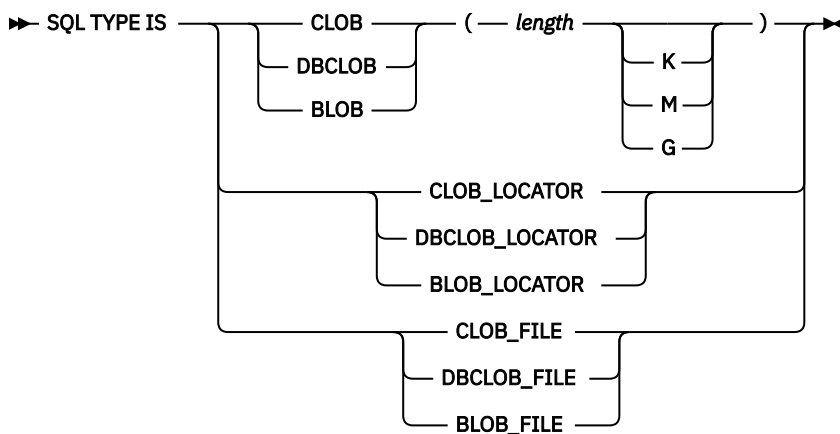 SQL TYPE IS CLOB ( length )
DBCLOB K
BLOB M
G
CLOB_LOCATOR
DBCLOB_LOCATOR
BLOB_LOCATOR
CLOB_FILE
DBCLOB_FILE
BLOB_FILE